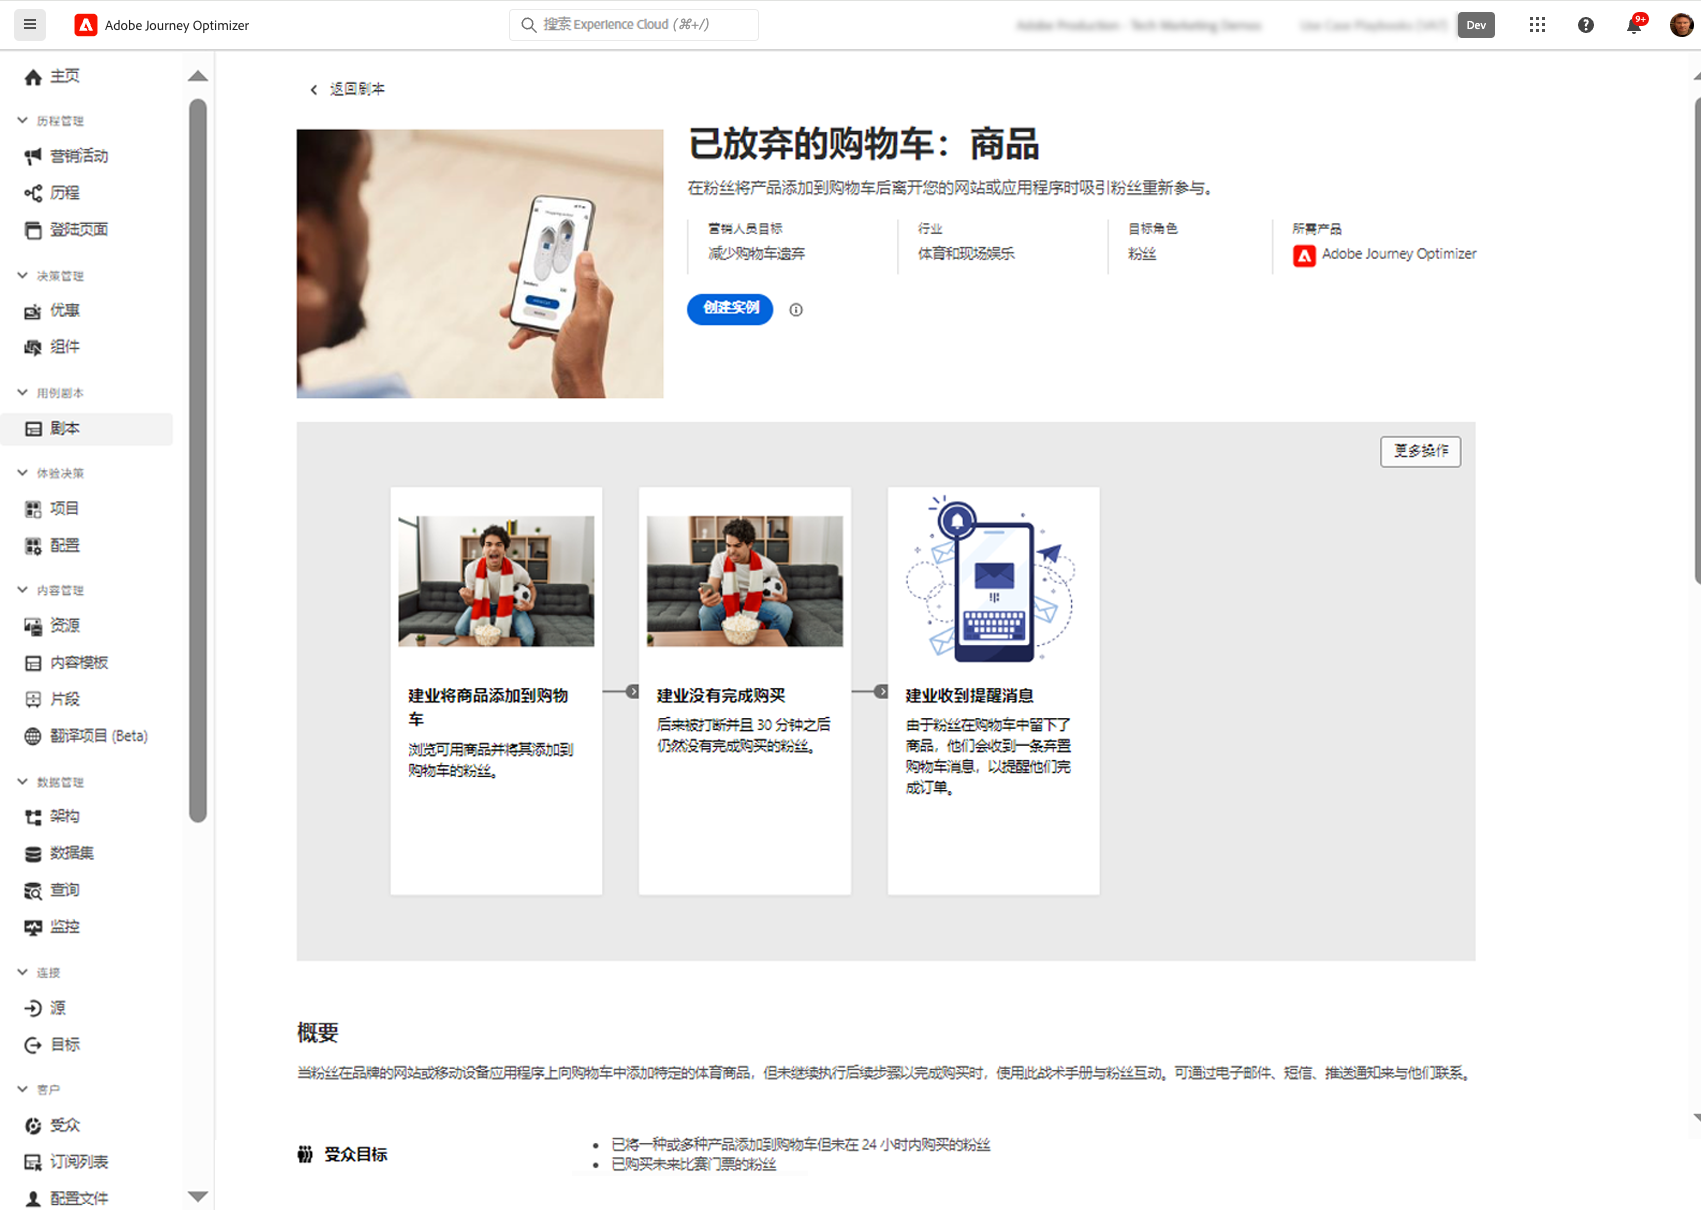 Adobe Journey Optimizer
搜索 Experience Cloud (⌘+/)
Dev
9+
主页
历程管理
营销活动
历程
登陆页面
决策管理
优惠
组件
用例剧本
剧本
体验决策
项目
配置
内容管理
资源
内容模板
片段
翻译项目 (Beta)
数据管理
架构
数据集
查询
监控
连接
源
目标
客户
受众
订阅列表
配置文件
返回剧本
已放弃的购物车：商品
在粉丝将产品添加到购物车后离开您的网站或应用程序时吸引粉丝重新参与。
营销人员目标
减少购物车遗弃
行业
体育和现场娱乐
目标角色
粉丝
所需产品
Adobe Journey Optimizer
创建实例
更多操作
建业将商品添加到购物
车
浏览可用商品并将其添加到
购物车的粉丝。
建业没有完成购买
后来被打断并且 30 分钟之后
仍然没有完成购买的粉丝。
建业收到提醒消息
由于粉丝在购物车中留下了
商品，他们会收到一条弃置
购物车消息，以提醒他们完
成订单。
概要
当粉丝在品牌的网站或移动设备应用程序上向购物车中添加特定的体育商品，但未继续执行后续步骤以完成购买时，使用此战术手册与粉丝互动。可通过电子邮件、短信、推送通知来与他们联系。
受众目标
• 已将一种或多种产品添加到购物车但未在 24 小时内购买的粉丝
• 已购买未来比赛门票的粉丝